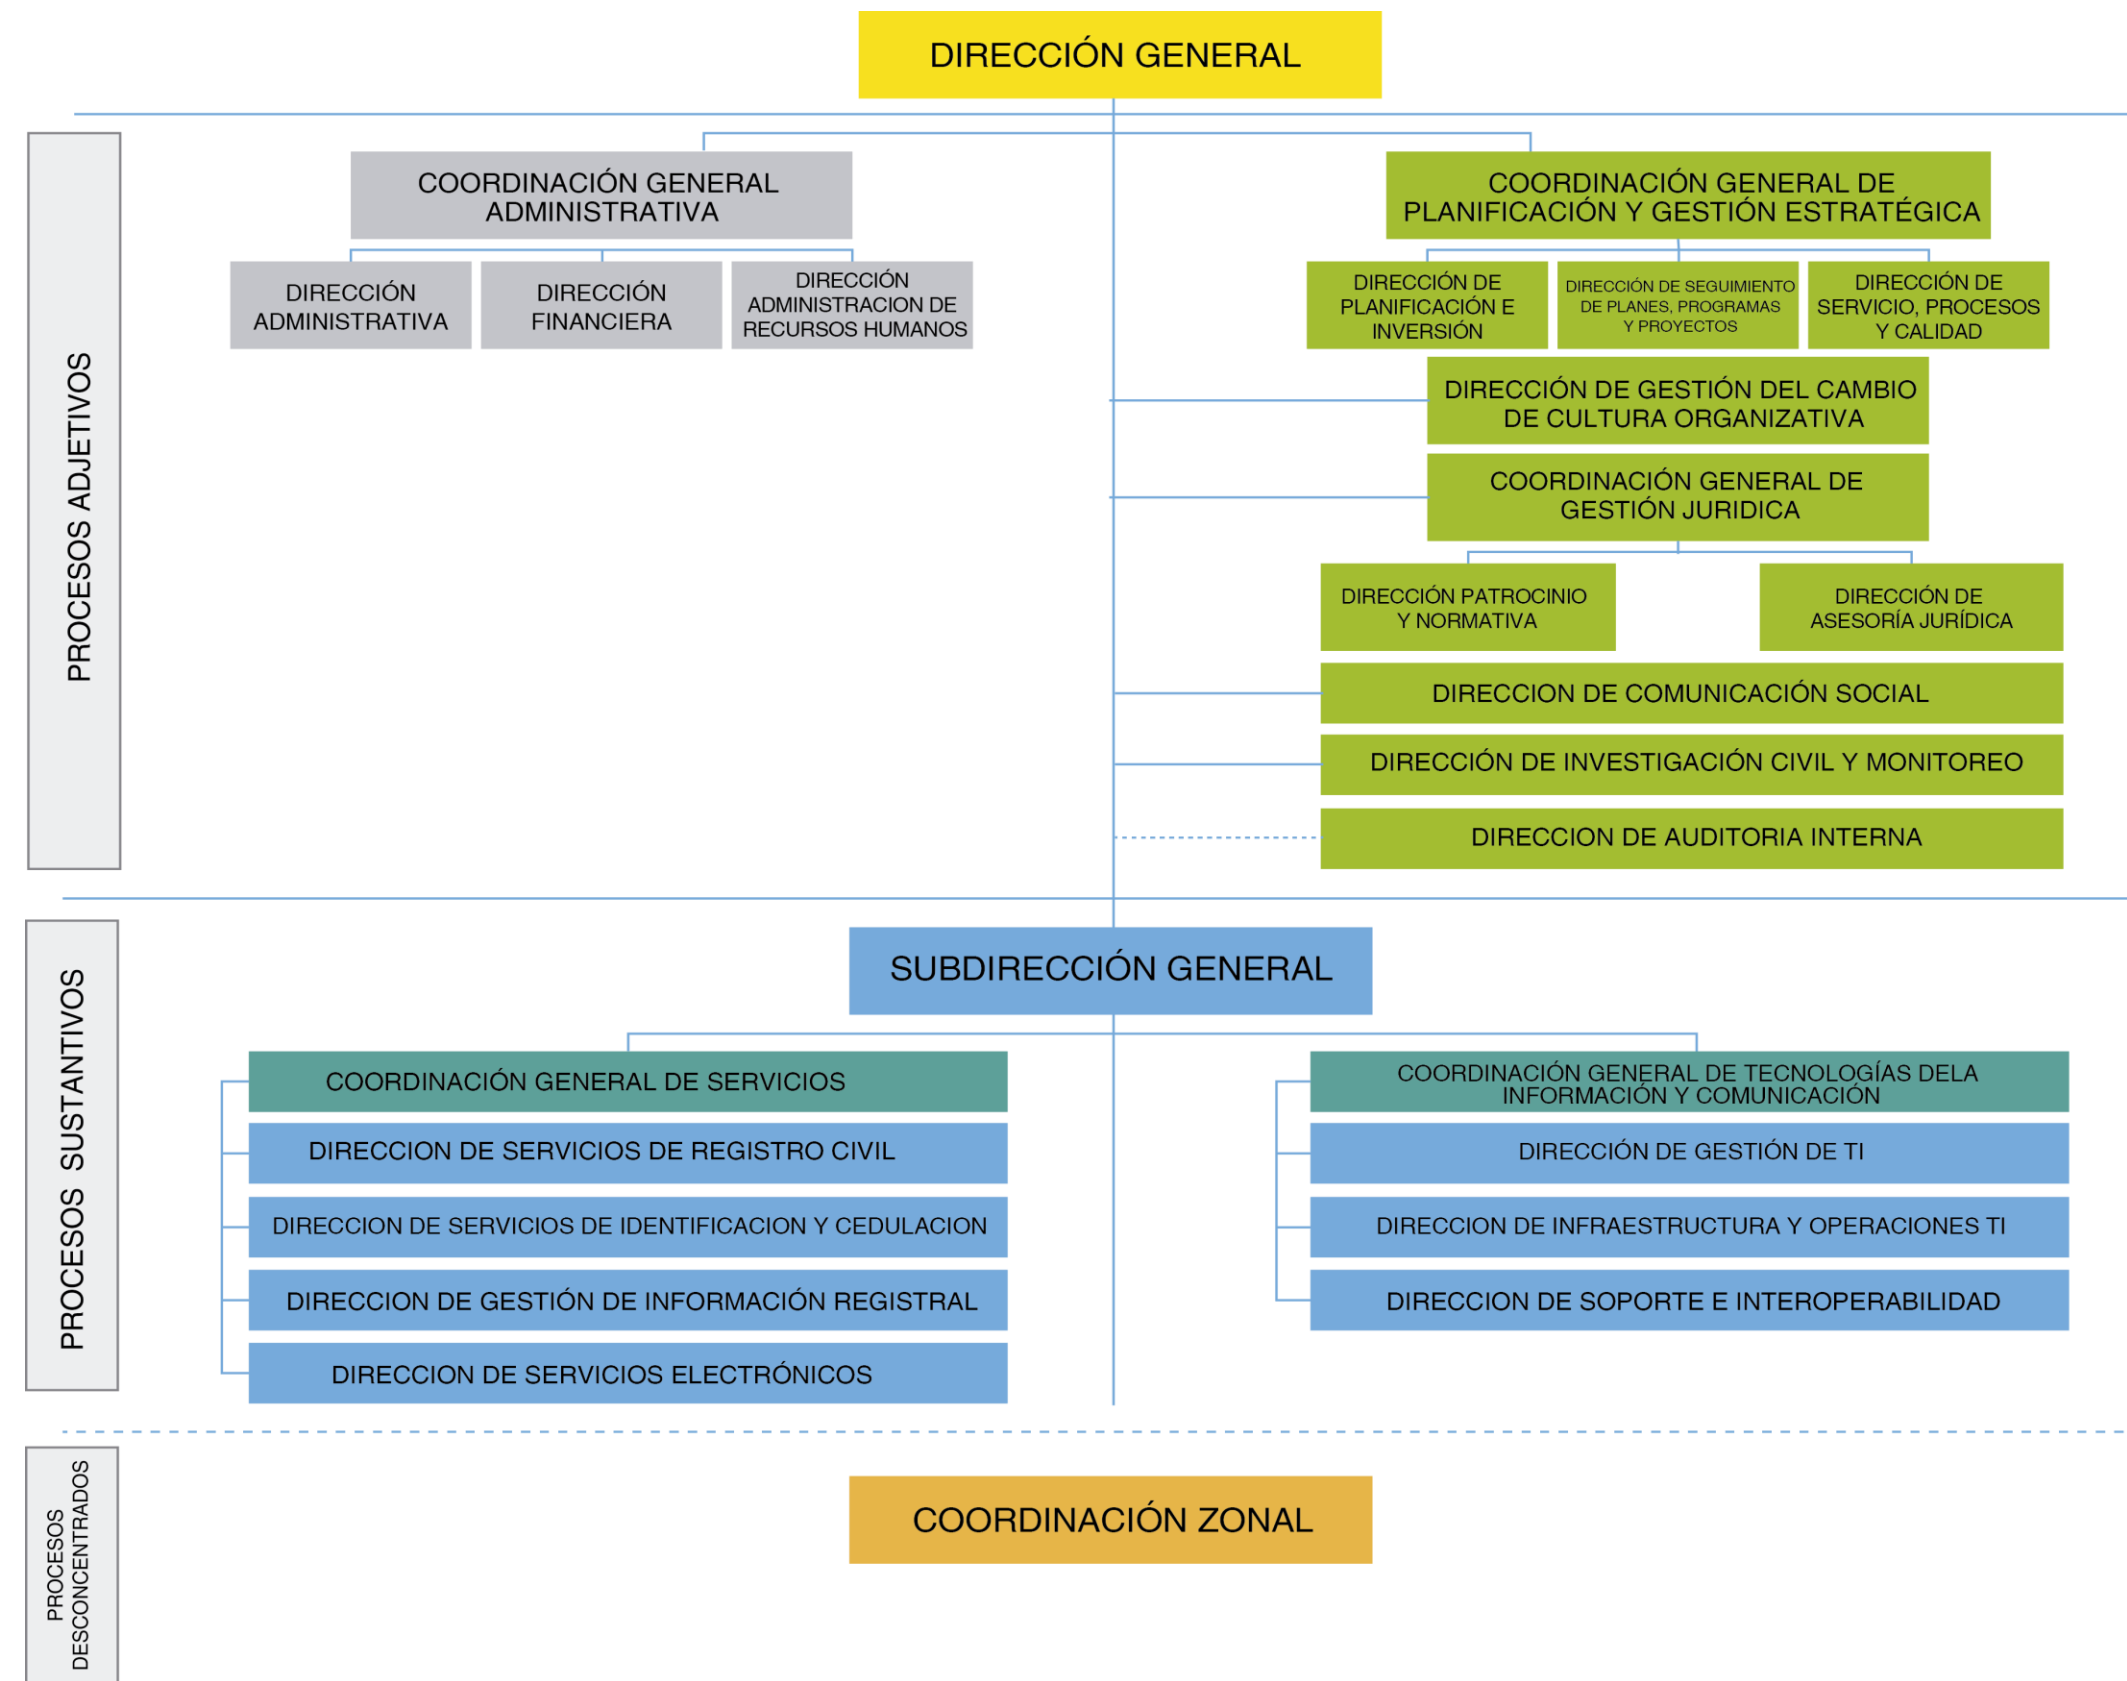 DIRECCIÓN GENERAL
PROCESOS ADJETIVOS
COORDINACIÓN GENERAL
ADMINISTRATIVA
DIRECCIÓN
ADMINISTRATIVA
DIRECCIÓN
FINANCIERA
DIRECCIÓN
ADMINISTRACION DE
RECURSOS HUMANOS
COORDINACIÓN GENERAL DE
PLANIFICACIÓN Y GESTIÓN ESTRATÉGICA
DIRECCIÓN DE
PLANIFICACIÓN E
INVERSIÓN
DIRECCIÓN DE SEGUIMIENTO
DE PLANES, PROGRAMAS
Y PROYECTOS
DIRECCIÓN DE
SERVICIO, PROCESOS
Y CALIDAD
DIRECCIÓN DE GESTIÓN DEL CAMBIO
DE CULTURA ORGANIZATIVA
COORDINACIÓN GENERAL DE
GESTIÓN JURIDICA
DIRECCIÓN PATROCINIO
Y NORMATIVA
DIRECCIÓN DE
ASESORÍA JURÍDICA
DIRECCION DE COMUNICACIÓN SOCIAL
DIRECCIÓN DE INVESTIGACIÓN CIVIL Y MONITOREO
DIRECCION DE AUDITORIA INTERNA
PROCESOS SUSTANTIVOS
SUBDIRECCIÓN GENERAL
COORDINACIÓN GENERAL DE SERVICIOS
DIRECCION DE SERVICIOS DE REGISTRO CIVIL
DIRECCION DE SERVICIOS DE IDENTIFICACION Y CEDULACION
DIRECCION DE GESTIÓN DE INFORMACIÓN REGISTRAL
DIRECCION DE SERVICIOS ELECTRÓNICOS
COORDINACIÓN GENERAL DE TECNOLOGÍAS DELA
INFORMACIÓN Y COMUNICACIÓN
DIRECCIÓN DE GESTIÓN DE TI
DIRECCION DE INFRAESTRUCTURA Y OPERACIONES TI
DIRECCION DE SOPORTE E INTEROPERABILIDAD
PROCESOS
DESCONCENTRADOS
COORDINACIÓN ZONAL